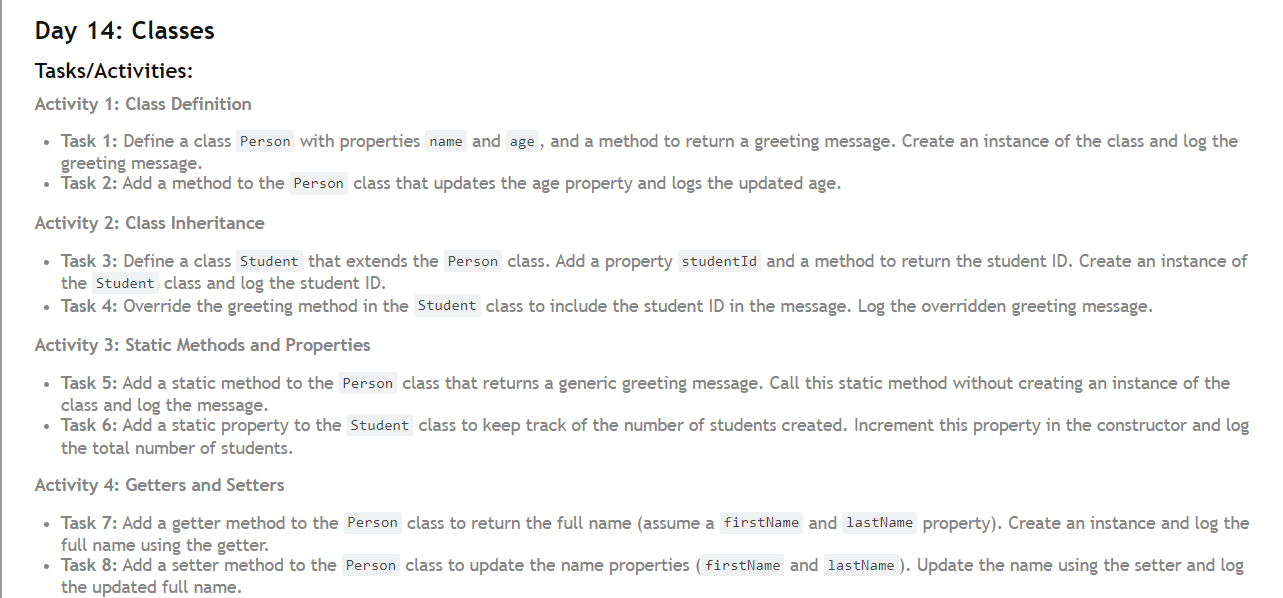 Day 14: Classes
Tasks/Activities:
Activity 1: Class Definition
• Task 1: Define a class Person with properties name and age, and a method to return a greeting message. Create an instance of the class and log the
greeting message.
• Task 2: Add a method to the Person class that updates the age property and logs the updated age.
Activity 2: Class Inheritance
• Task 3: Define a class Student that extends the Person class. Add a property studentId and a method to return the student ID. Create an instance of
the Student class and log the student ID.
• Task 4: Override the greeting method in the Student class to include the student ID in the message. Log the overridden greeting message.
Activity 3: Static Methods and Properties
• Task 5: Add a static method to the Person class that returns a generic greeting message. Call this static method without creating an instance of the
class and log the message.
• Task 6: Add a static property to the Student class to keep track of the number of students created. Increment this property in the constructor and log
the total number of students.
Activity 4: Getters and Setters
• Task 7: Add a getter method to the Person class to return the full name (assume a firstName and lastName property). Create an instance and log the
full name using the getter.
• Task 8: Add a setter method to the Person class to update the name properties (firstName and lastName). Update the name using the setter and log
the updated full name.